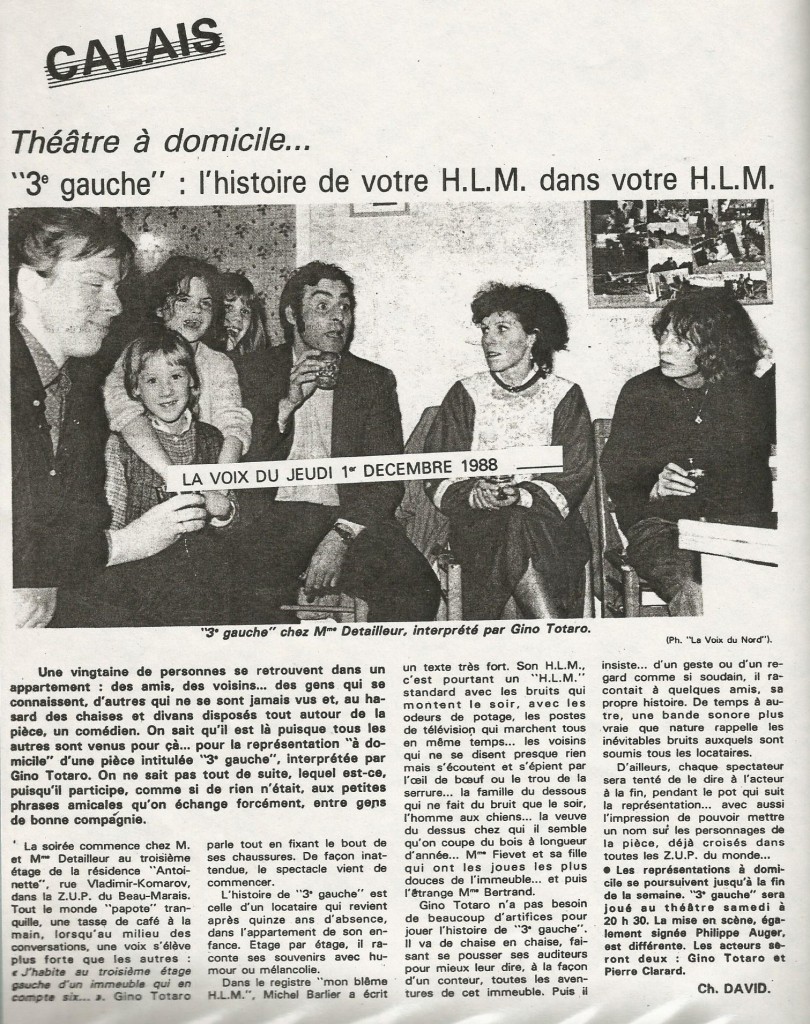 CALAIS
Théâtre à domicile...
"3e gauche" : l'histoire de votre H.L.M. dans votre H.L.M.
LA VOIX DU JEUDI 1er DECEMBRE 1988
"3e gauche" chez Mme Detailleur, interprété par Gino Totaro.
(Ph. "La Voix du Nord").
Une vingtaine de personnes se retrouvent dans un
appartement : des amis, des voisins... des gens qui se
connaissent, d'autres qui ne se sont jamais vus et, au ha-
sard des chaises et divans disposés tout autour de la
pièce, un comédien. On sait qu'il est là puisque tous les
autres sont venus pour çà... pour la représentation "à do-
micile" d'une pièce intitulée "3e gauche", interprétée par
Gino Totaro. On ne sait pas tout de suite, lequel est-ce,
puisqu'il participe, comme si de rien n'était, aux petites
phrases amicales qu'on échange forcément, entre gens
de bonne compagnie.
La soirée commence chez M.
et Mme Detailleur au troisième
étage de la résidence "Antoi-
nette", rue Vladimir-Komarov,
dans la Z.U.P. du Beau-Marais.
Tout le monde "papote" tran-
quille, une tasse de café à la
main, lorsqu'au milieu des
conversations, une voix s'élève
plus forte que les autres :
« J'habite au troisième étage
gauche d'un immeuble qui en
compte six... ». Gino Totaro
parle tout en fixant le bout de
ses chaussures. De façon inat-
tendue, le spectacle vient de
commencer.
L'histoire de "3e gauche" est
celle d'un locataire qui revient
après quinze ans d'absence,
dans l'appartement de son en-
fance. Etage par étage, il ra-
conte ses souvenirs avec hu-
mour ou mélancolie.
Dans le registre "mon blême
H.L.M.", Michel Barlier a écrit
un texte très fort. Son H.L.M.,
c'est pourtant un "H.L.M."
standard avec les bruits qui
montent le soir, avec les
odeurs de potage, les postes
de télévision qui marchent tous
en même temps... les voisins
qui ne se disent presque rien
mais s'écoutent et s'épient par
l'œil de bœuf ou le trou de la
serrure... la famille du dessous
qui ne fait du bruit que le soir,
l'homme aux chiens... la veuve
du dessus chez qui il semble
qu'on coupe du bois à longueur
d'année... Mme Fievet et sa fille
qui ont les joues les plus
douces de l'immeuble... et puis
l'étrange Mme Bertrand.
Gino Totaro n'a pas besoin
de beaucoup d'artifices pour
jouer l'histoire de "3e gauche".
Il va de chaise en chaise, fai-
sant se pousser ses auditeurs
pour mieux leur dire, à la façon
d'un conteur, toutes les aven-
tures de cet immeuble. Puis il
insiste... d'un geste ou d'un re-
gard comme si soudain, il ra-
contait à quelques amis, sa
propre histoire. De temps à au-
tre, une bande sonore plus
vraie que nature rappelle les
inévitables bruits auxquels sont
soumis tous les locataires.
D'ailleurs, chaque spectateur
sera tenté de le dire à l'acteur
à la fin, pendant le pot qui suit
la représentation... avec aussi
l'impression de pouvoir mettre
un nom sur les personnages de
la pièce, déjà croisés dans
toutes les Z.U.P. du monde...
● Les représentations à domi-
cile se poursuivent jusqu'à la fin
de la semaine. "3e gauche" sera
joué au théâtre samedi à
20 h 30. La mise en scène, éga-
lement signée Philippe Auger,
est différente. Les acteurs se-
ront deux : Gino Totaro et
Pierre Clarard.
Ch. DAVID.